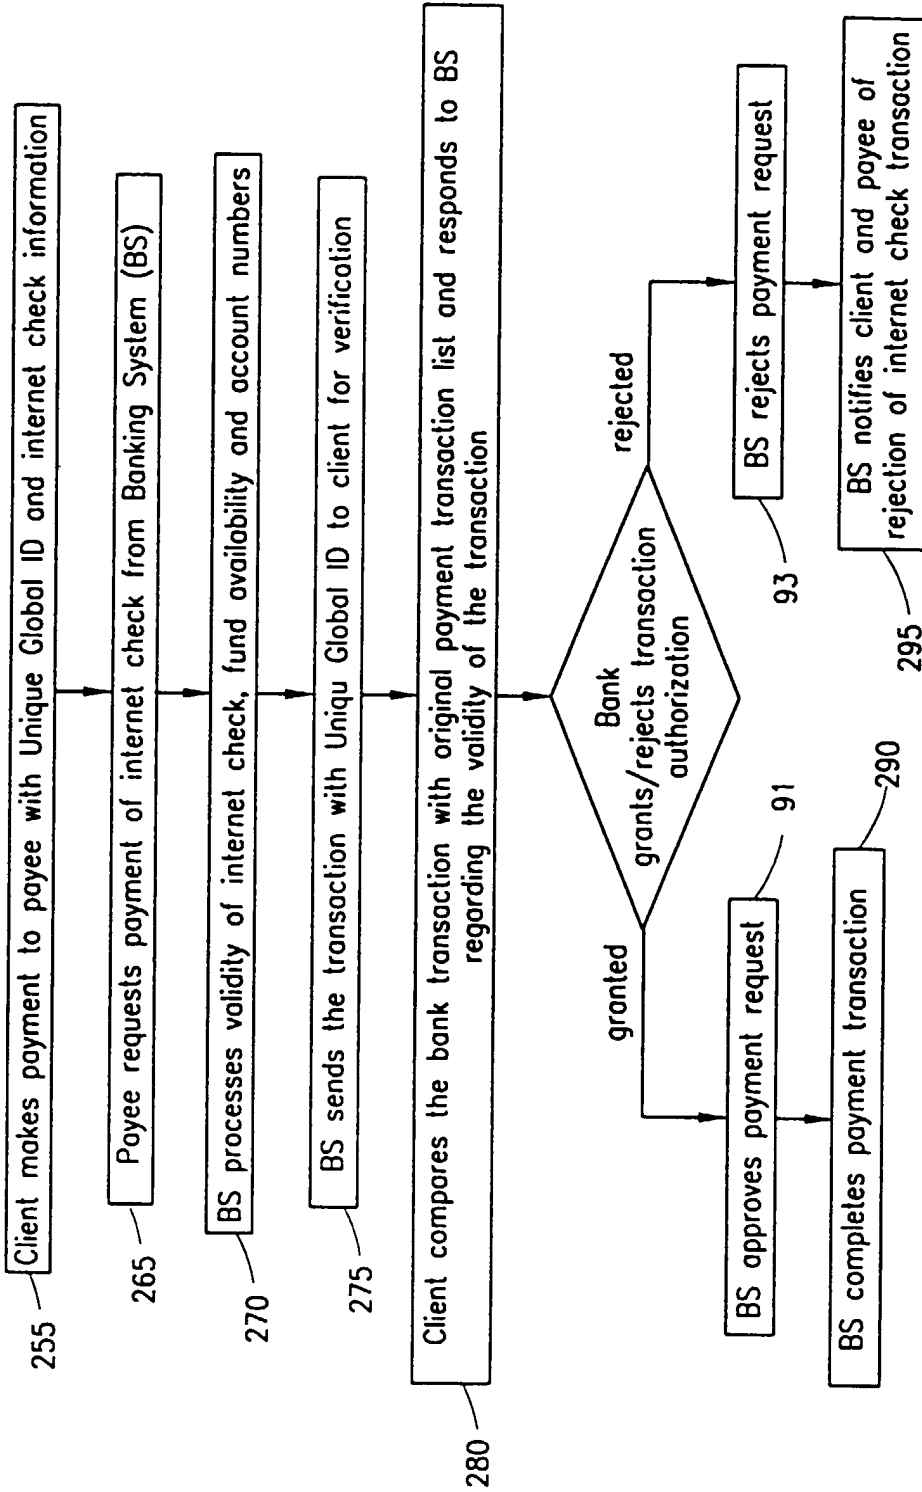 Client makes payment to payee with Unique Global ID and internet check information
255
Payee requests payment of internet check from Banking System (BS)
265
BS processes validity of internet check, fund availability and account numbers
270
BS sends the transaction with Uniqu Global ID to client for verification
275
Client compares the bank transaction with original payment transaction list and responds to BS
regarding the validity of the transaction
280
Bank
grants/rejects transaction
authorization
granted
rejected
BS approves payment request
91
BS rejects payment request
93
BS completes payment transaction
290
BS notifies client and payee of
rejection of internet check transaction
295